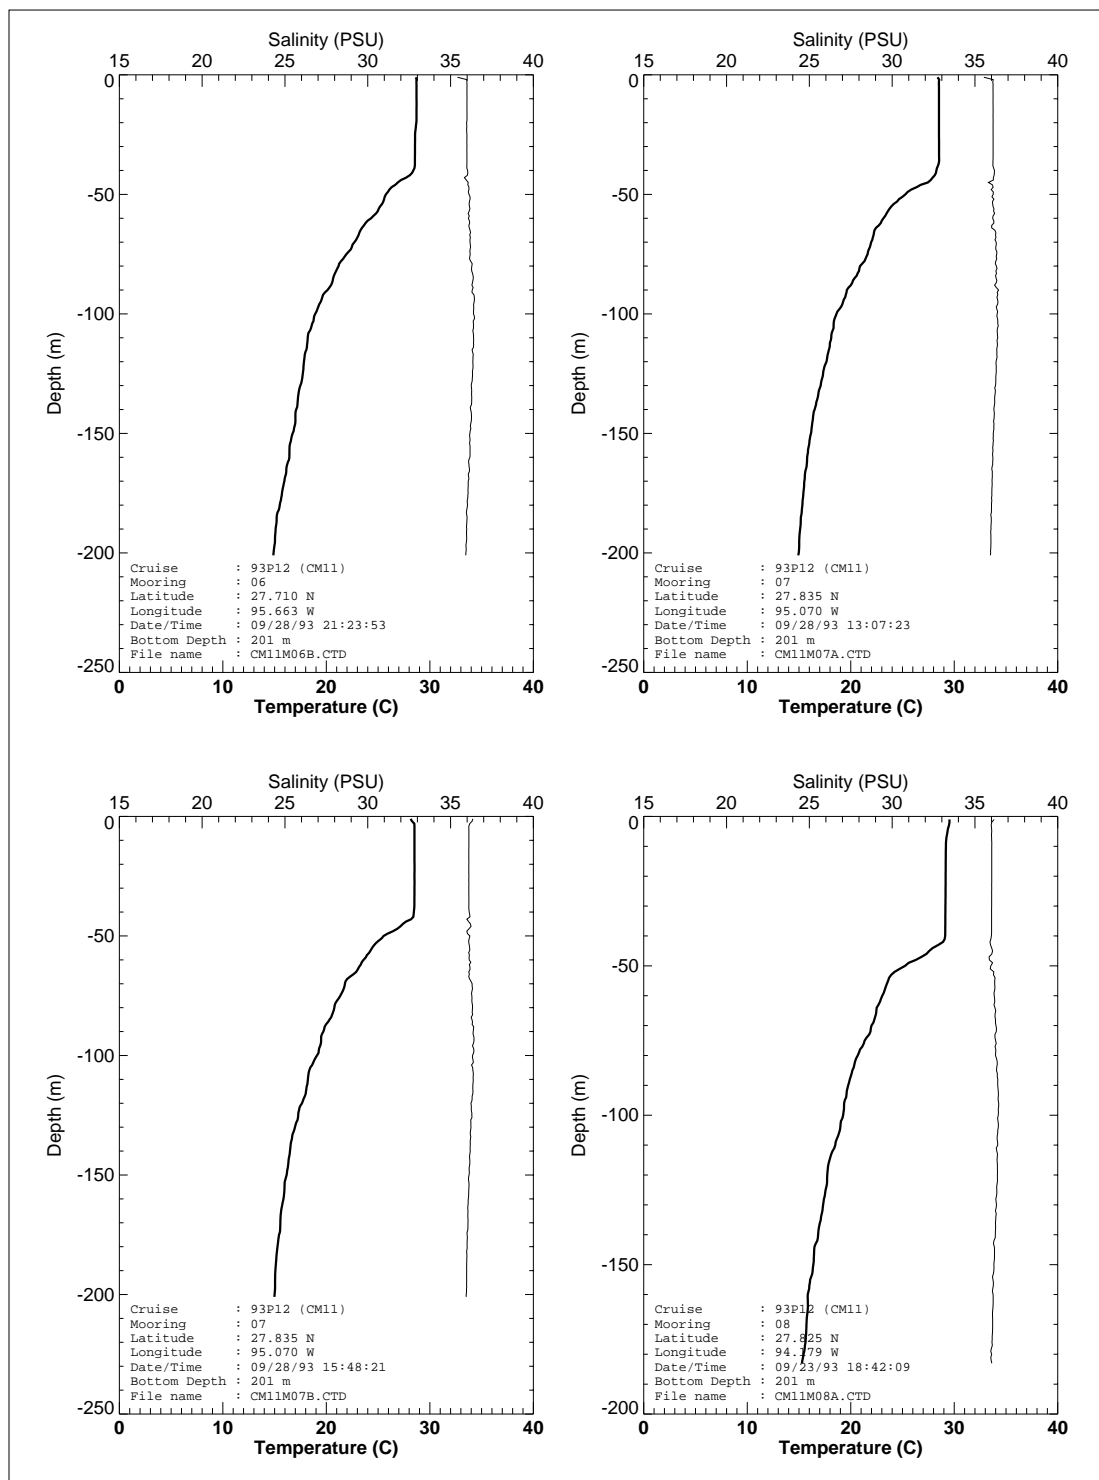 Salinity (PSU)
15 20 25 30 35 40
0
-50
-100
-150
-200
-250
Depth (m)
Cruise : 93P12 (CM11)
Mooring : 06
Latitude : 27.710 N
Longitude : 95.663 W
Date/Time : 09/28/93 21:23:53
Bottom Depth : 201 m
File name : CM11M06B.CTD
0 10 20 30 40
Temperature (C)
Salinity (PSU)
15 20 25 30 35 40
0
-50
-100
-150
-200
-250
Depth (m)
Cruise : 93P12 (CM11)
Mooring : 07
Latitude : 27.835 N
Longitude : 95.070 W
Date/Time : 09/28/93 13:07:23
Bottom Depth : 201 m
File name : CM11M07A.CTD
0 10 20 30 40
Temperature (C)
Salinity (PSU)
15 20 25 30 35 40
0
-50
-100
-150
-200
-250
Depth (m)
Cruise : 93P12 (CM11)
Mooring : 07
Latitude : 27.835 N
Longitude : 95.070 W
Date/Time : 09/28/93 15:48:21
Bottom Depth : 201 m
File name : CM11M07B.CTD
0 10 20 30 40
Temperature (C)
Salinity (PSU)
15 20 25 30 35 40
0
-50
-100
-150
-200
Depth (m)
Cruise : 93P12 (CM11)
Mooring : 08
Latitude : 27.825 N
Longitude : 94.179 W
Date/Time : 09/23/93 18:42:09
Bottom Depth : 201 m
File name : CM11M08A.CTD
0 10 20 30 40
Temperature (C)